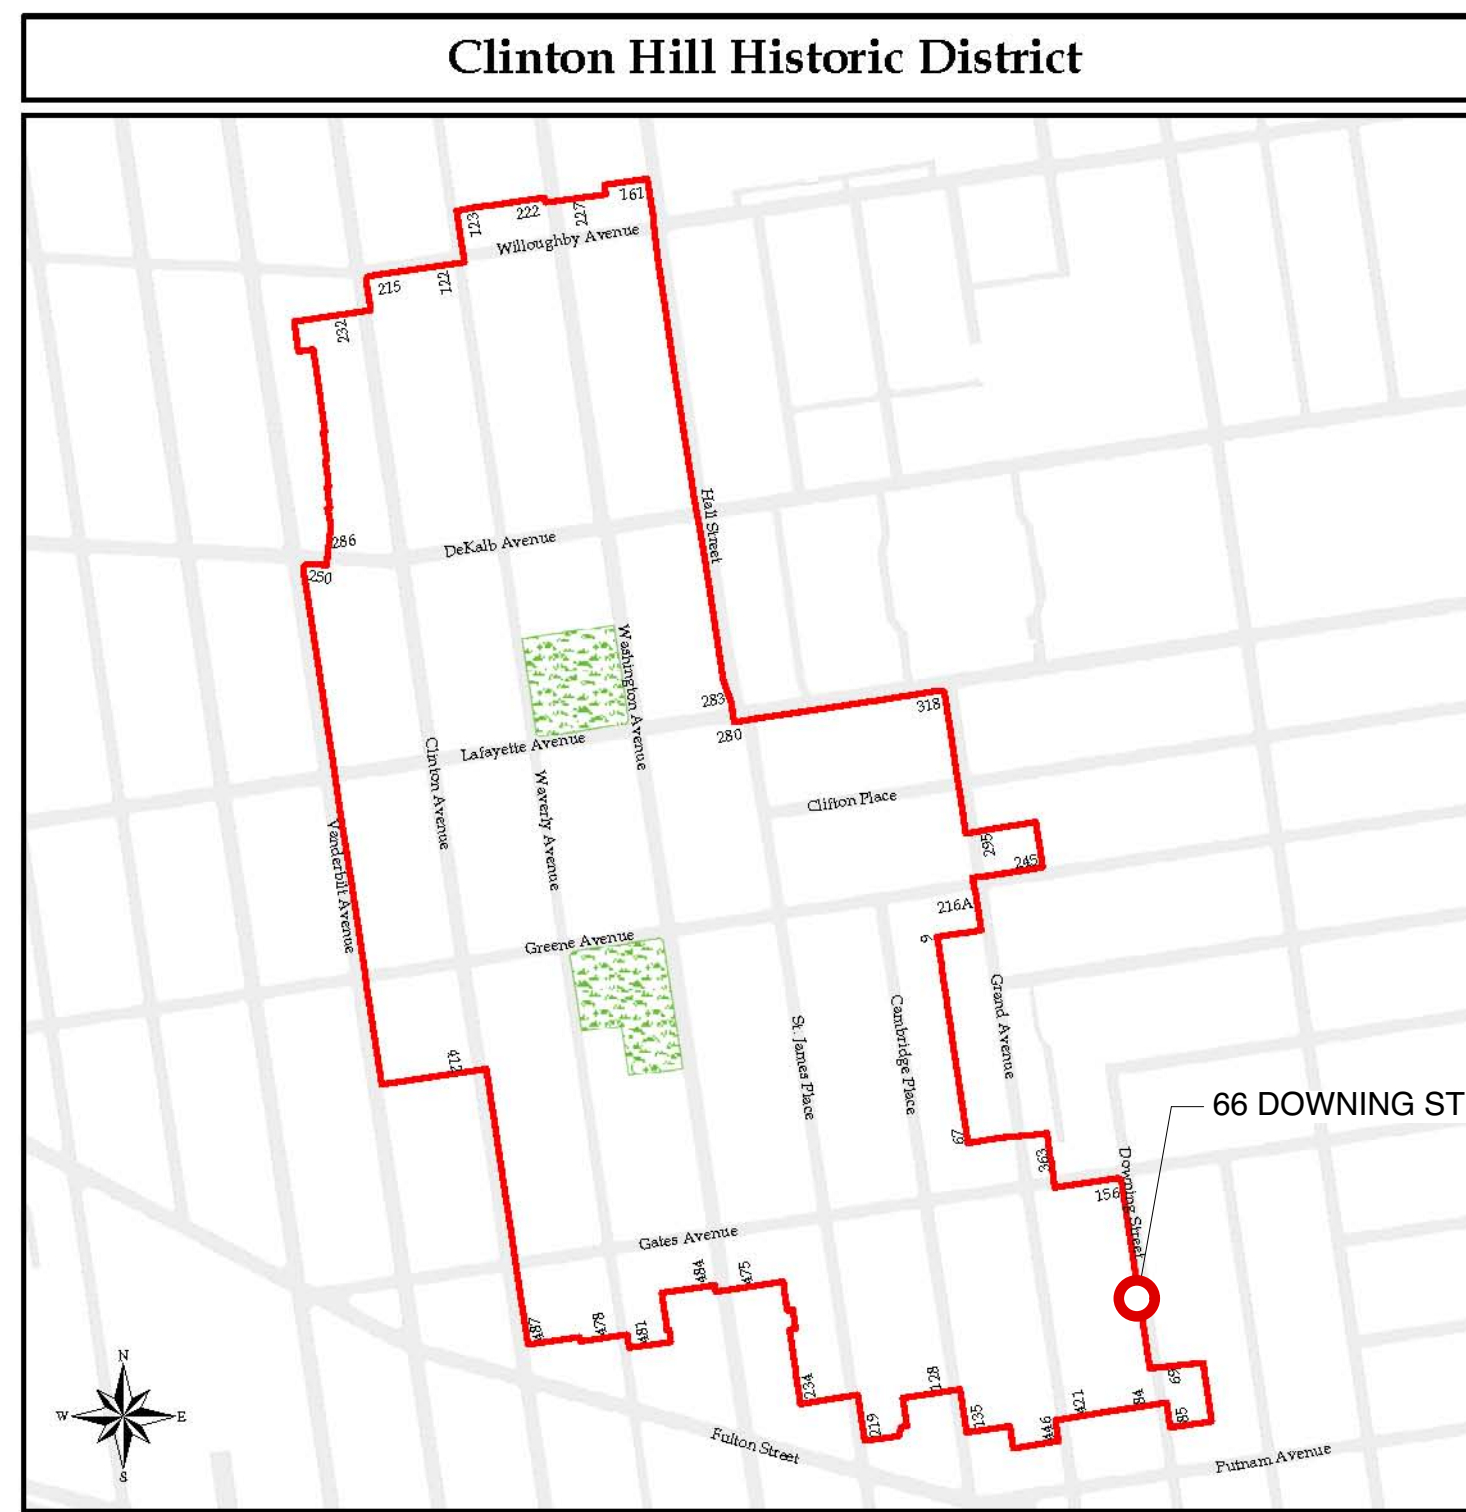 Clinton Hill Historic District
161
123
222
227
Willoughby Avenue
215
122
232
Hall Street
286
DeKalb Avenue
250
Washington Avenue
283
318
280
Lafayette Avenue
Clinton Avenue
Waverly Avenue
Clifton Place
Vanderbilt Avenue
295
245
216A
9
Greene Avenue
Grand Avenue
Cambridge Place
St. James Place
412
66 DOWNING ST
67
363
Downing Street
156
Gates Avenue
484
475
487
478
481
N
W
E
S
234
128
219
135
446
421
84
69
85
Fulton Street
Putnam Avenue